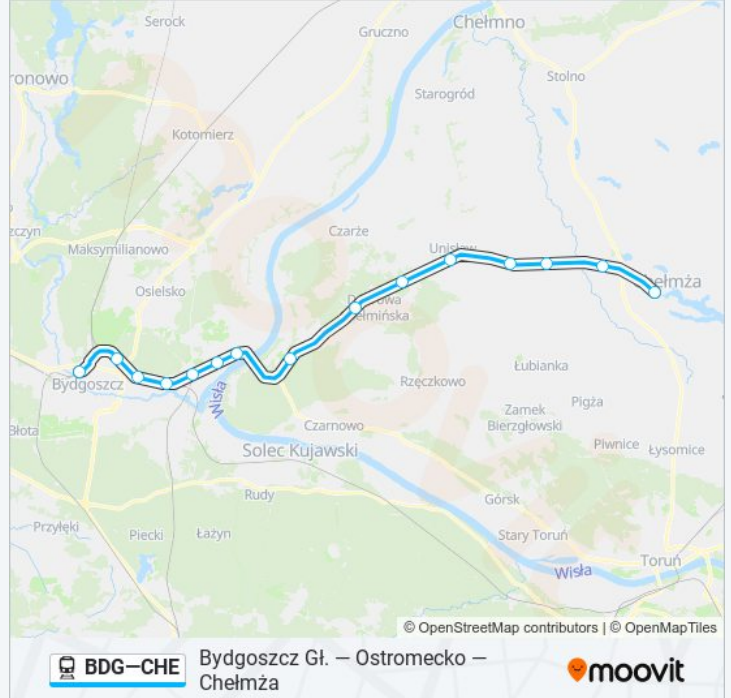 Serock
Chełmno
Gruczno
ronowo
Stolno
Starogród
Kotomierz
Czarże
zczyn
Maksymilianowo
Unisław
Osielsko
ełmża
Dąbrowa
ełmińska
Bydgoszcz
Łubianka
Rzęczkowo
Wisła
Pigża
Zamek
Bierzgłowski
Błota
Czarnowo
Piwnice
Łysomice
Solec Kujawski
Rudy
Górsk
Przyłęki
Piecki
Łażyn
Stary Toruń
Toruń
Wisła
© OpenStreetMap contributors | © OpenMapTiles
BDG—CHE
Bydgoszcz Gł. — Ostromecko —
Chełmża
moovit